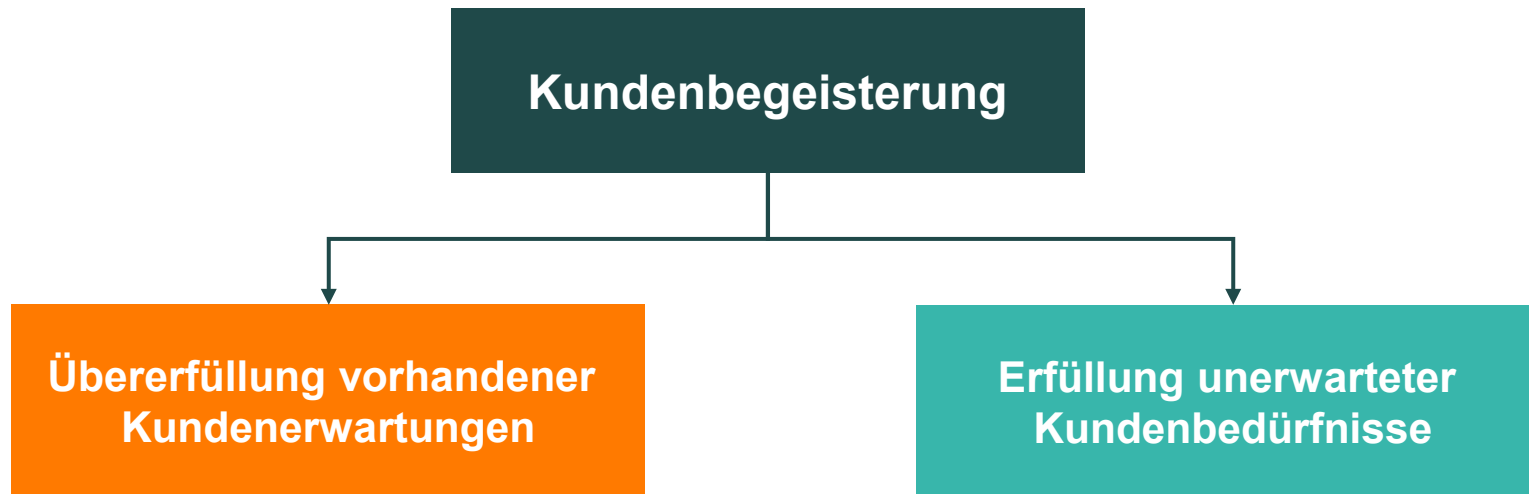 Kundenbegeisterung
Übererfüllung vorhandener
Kundenerwartungen
Erfüllung unerwarteter
Kundenbedürfnisse